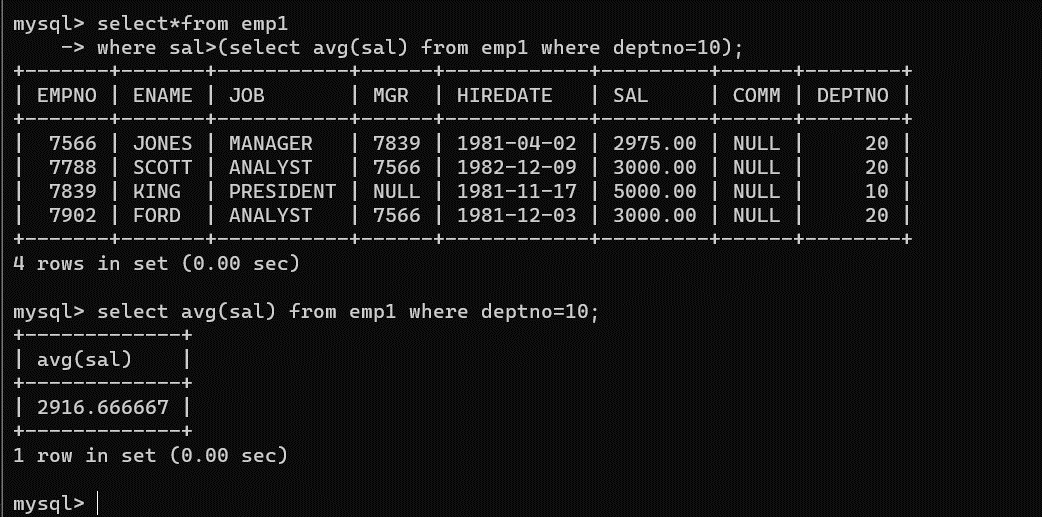 mysql> select*from emp1
    -> where sal>(select avg(sal) from emp1 where deptno=10);
+-------+-------+-----------+------+------------+---------+------+--------+
| EMPNO | ENAME | JOB       | MGR  | HIREDATE   | SAL     | COMM | DEPTNO |
+-------+-------+-----------+------+------------+---------+------+--------+
|  7566 | JONES | MANAGER   | 7839 | 1981-04-02 | 2975.00 | NULL |     20 |
|  7788 | SCOTT | ANALYST   | 7566 | 1982-12-09 | 3000.00 | NULL |     20 |
|  7839 | KING  | PRESIDENT | NULL | 1981-11-17 | 5000.00 | NULL |     10 |
|  7902 | FORD  | ANALYST   | 7566 | 1981-12-03 | 3000.00 | NULL |     20 |
+-------+-------+-----------+------+------------+---------+------+--------+
4 rows in set (0.00 sec)

mysql> select avg(sal) from emp1 where deptno=10;
+-------------+
| avg(sal)    |
+-------------+
| 2916.666667 |
+-------------+
1 row in set (0.00 sec)

mysql>